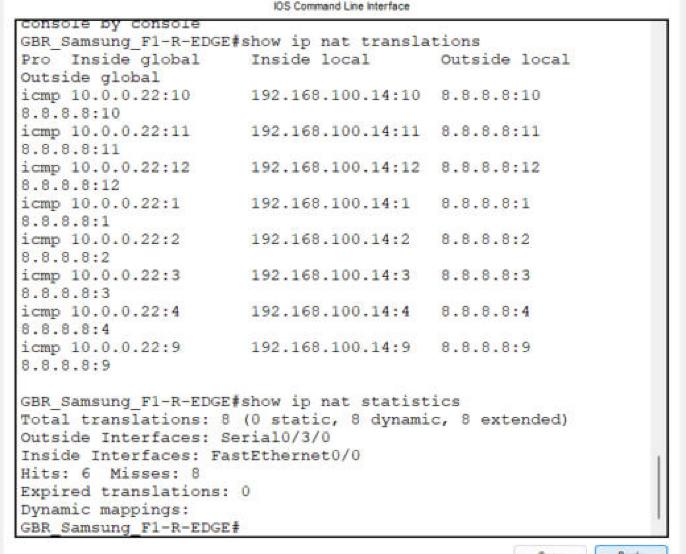 IOS Command Line Interface
console by console
GBR_Samsung_F1-R-EDGE#show ip nat translations
Pro  Inside global     Inside local       Outside local
Outside global
icmp 10.0.0.22:10      192.168.100.14:10  8.8.8.8:10
8.8.8.8:10
icmp 10.0.0.22:11      192.168.100.14:11  8.8.8.8:11
8.8.8.8:11
icmp 10.0.0.22:12      192.168.100.14:12  8.8.8.8:12
8.8.8.8:12
icmp 10.0.0.22:1       192.168.100.14:1   8.8.8.8:1
8.8.8.8:1
icmp 10.0.0.22:2       192.168.100.14:2   8.8.8.8:2
8.8.8.8:2
icmp 10.0.0.22:3       192.168.100.14:3   8.8.8.8:3
8.8.8.8:3
icmp 10.0.0.22:4       192.168.100.14:4   8.8.8.8:4
8.8.8.8:4
icmp 10.0.0.22:9       192.168.100.14:9   8.8.8.8:9
8.8.8.8:9
GBR_Samsung_F1-R-EDGE#show ip nat statistics
Total translations: 8 (0 static, 8 dynamic, 8 extended)
Outside Interfaces: Serial0/3/0
Inside Interfaces: FastEthernet0/0
Hits: 6  Misses: 8
Expired translations: 0
Dynamic mappings:
GBR_Samsung_F1-R-EDGE#